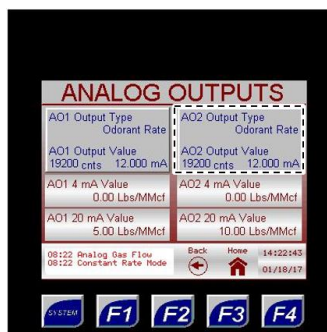 ANALOG OUTPUTS
AO1 Output Type
Odorant Rate
AO1 Output Value
19200 cnts 12.000 mA
AO2 Output Type
Odorant Rate
AO2 Output Value
19200 cnts 12.000 mA
AO1 4 mA Value
0.00 Lbs/MMcf
AO2 4 mA Value
0.00 Lbs/MMcf
AO1 20 mA Value
5.00 Lbs/MMcf
AO2 20 mA Value
10.00 Lbs/MMcf
08:22 Analog Gas Flow
08:22 Constant Rate Mode
Back
Home
14:22:43
01/18/17
SYSTEM
F1
F2
F3
F4